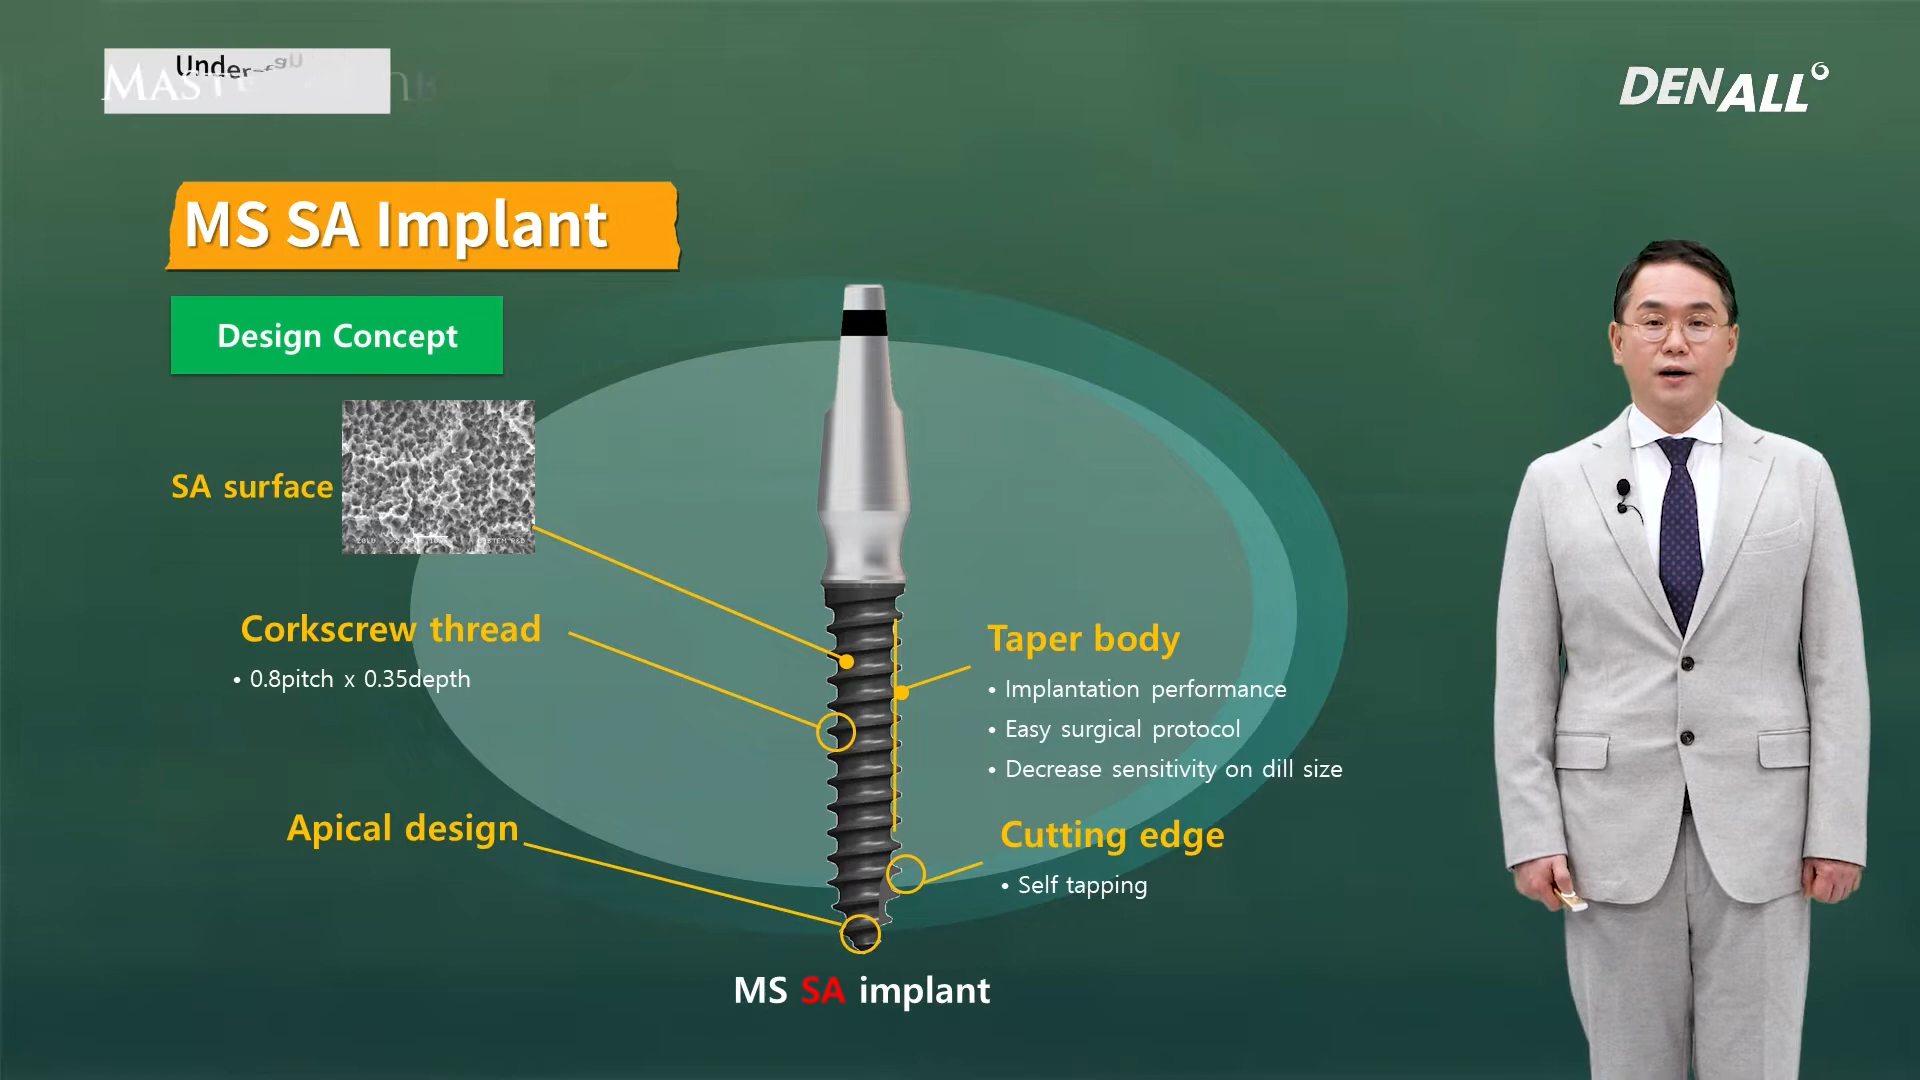 DENALL
MS SA Implant
Design Concept
SA surface
Corkscrew thread
• 0.8pitch x 0.35depth
Taper body
• Implantation performance
• Easy surgical protocol
• Decrease sensitivity on dill size
Apical design
Cutting edge
• Self tapping
MS SA implant